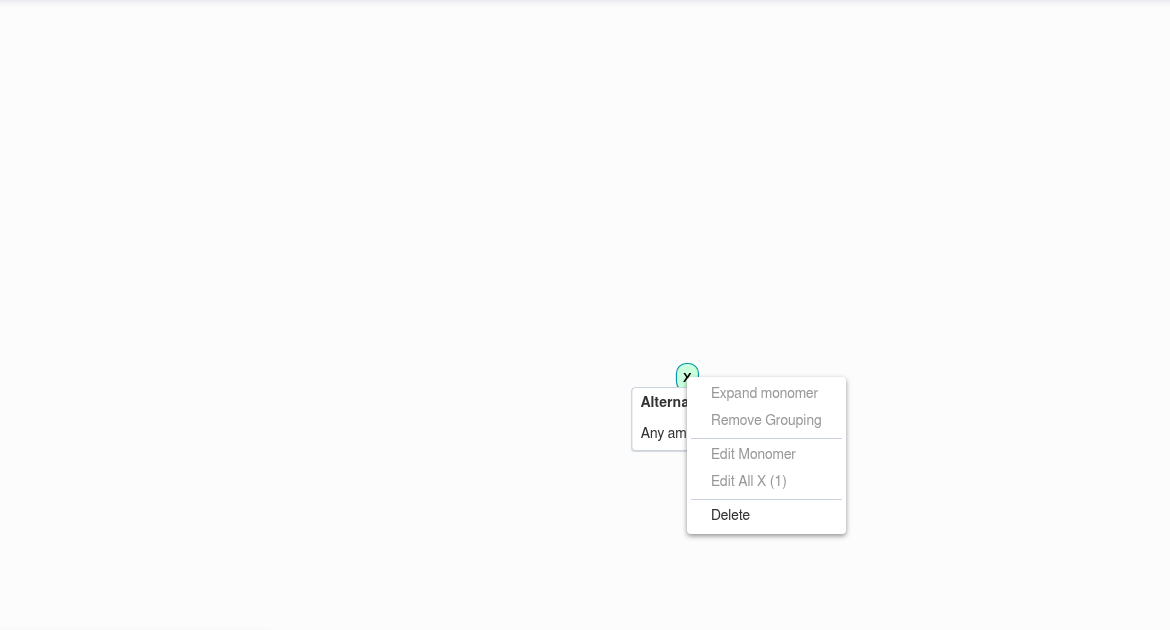 X
Alterna
Any am
Expand monomer
Remove Grouping
Edit Monomer
Edit All X (1)
Delete